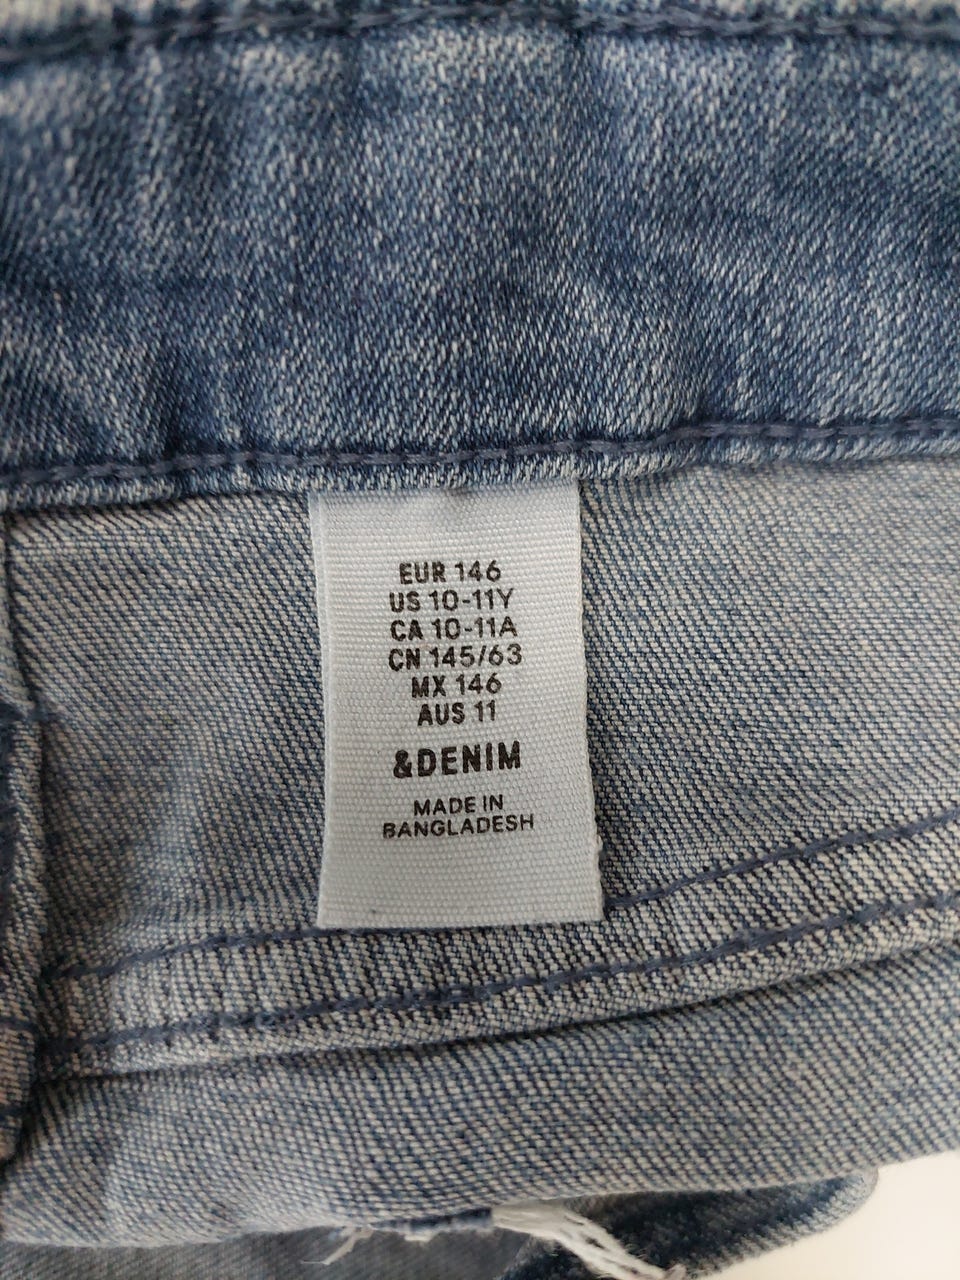 EUR 146
US 10-11Y
CA 10-11A
CN 145/63
MX 146
AUS 11
&DENIM
MADE IN
BANGLADESH